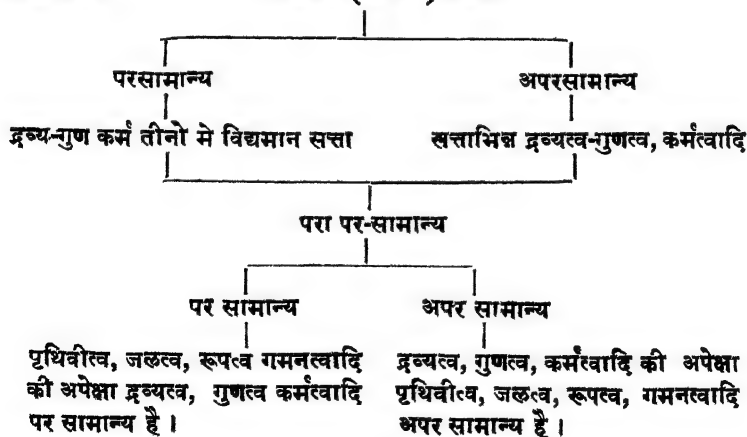 परसामान्य अपरसामान्य
द्रव्य-गुण कर्म तीनो मे विद्यमान सत्ता सत्ताभिन्न द्रव्यत्व-गुणत्व, कर्मत्वादि
परा पर-सामान्य
पर सामान्य अपर सामान्य
पृथिवीत्व, जलत्व, रूपत्व गमनत्वादि
की अपेक्षा द्रव्यत्व, गुणत्व कर्मत्वादि
पर सामान्य है ।
द्रव्यत्व, गुणत्व, कर्मत्वादि की अपेक्षा
पृथिवीत्व, जलत्व, रूपत्व, गमनत्वादि
अपर सामान्य है ।